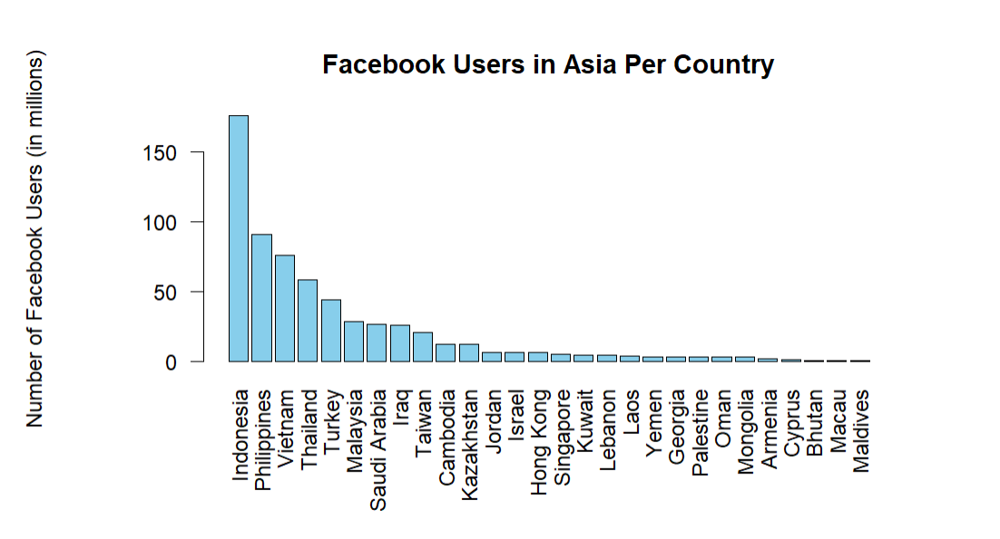 Facebook Users in Asia Per Country
Number of Facebook Users (in millions)
150
100
50
0
Indonesia
Philippines
Vietnam
Thailand
Turkey
Malaysia
Saudi Arabia
Iraq
Taiwan
Cambodia
Kazakhstan
Jordan
Israel
Hong Kong
Singapore
Kuwait
Lebanon
Laos
Yemen
Georgia
Palestine
Oman
Mongolia
Armenia
Cyprus
Bhutan
Macau
Maldives